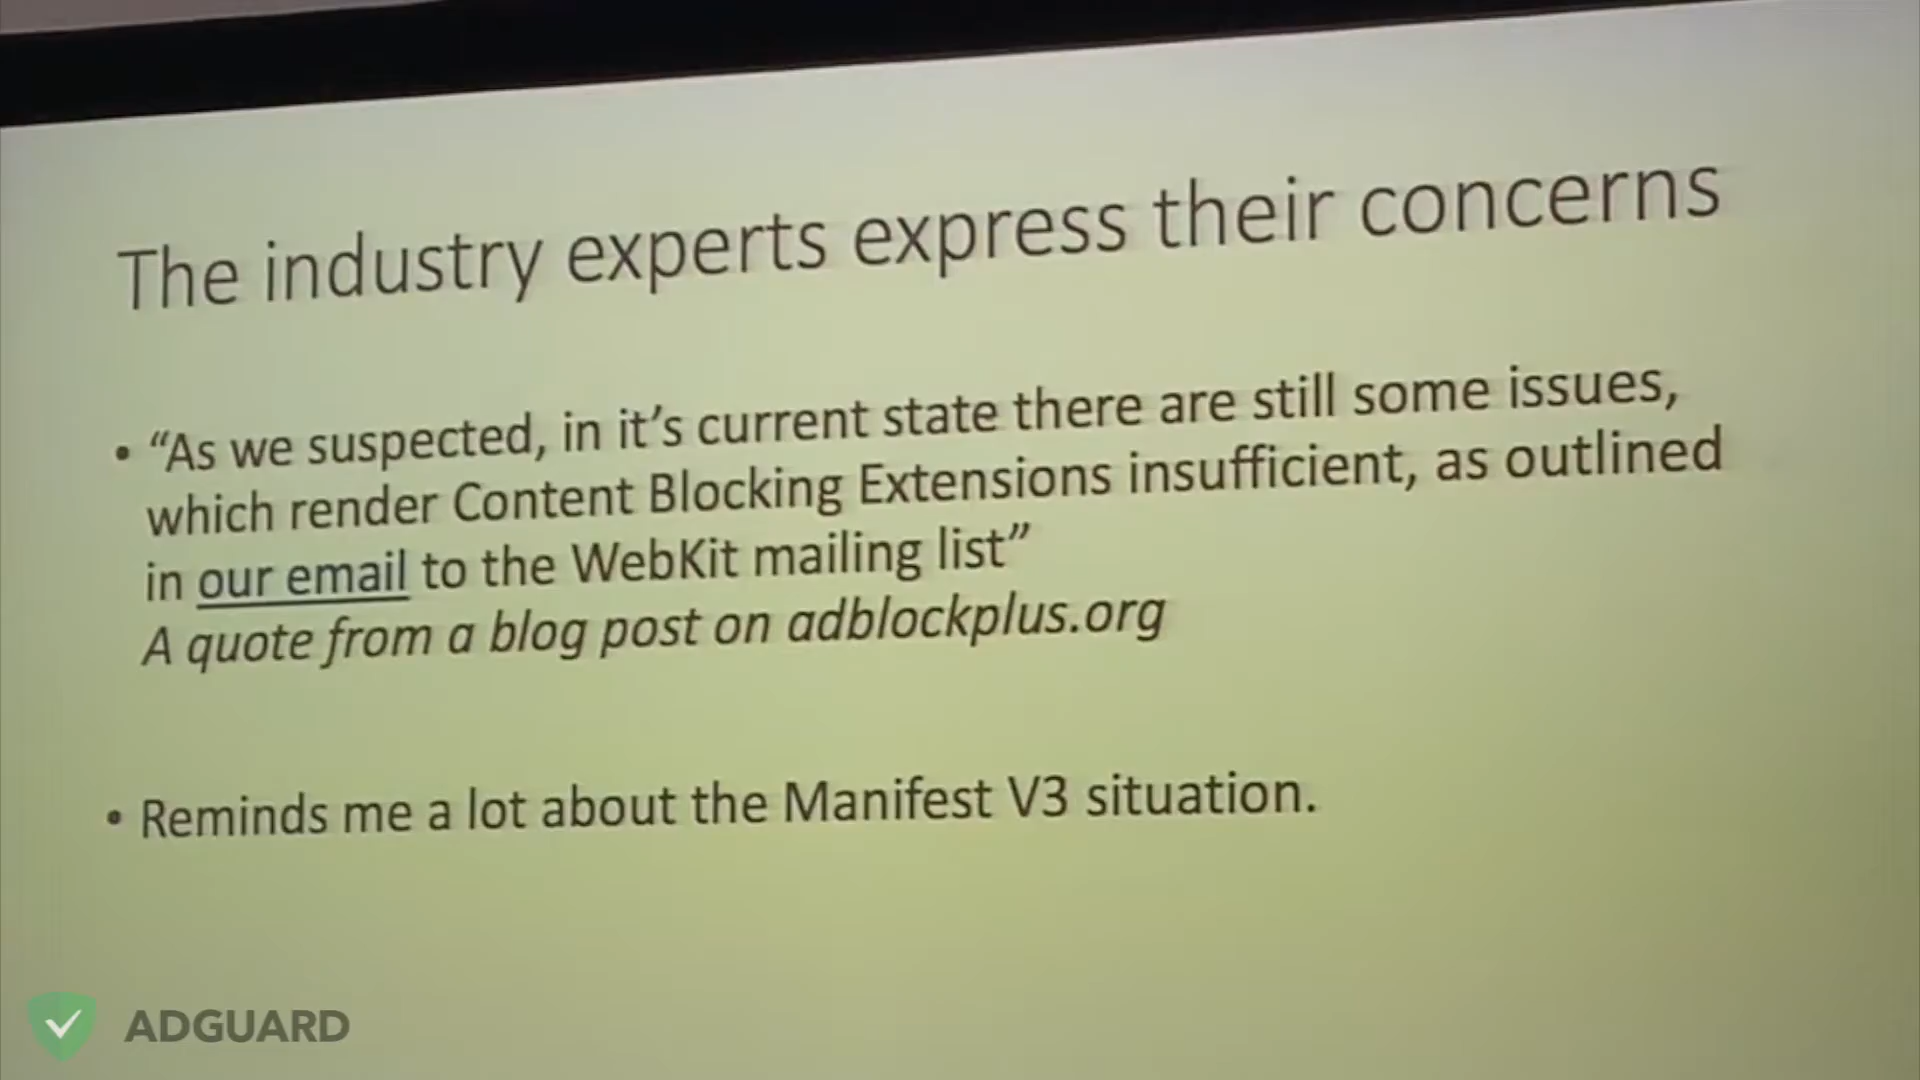 The industry experts express their concerns
• “As we suspected, in it’s current state there are still some issues,
which render Content Blocking Extensions insufficient, as outlined
in our email to the WebKit mailing list”
A quote from a blog post on adblockplus.org
• Reminds me a lot about the Manifest V3 situation.
ADGUARD